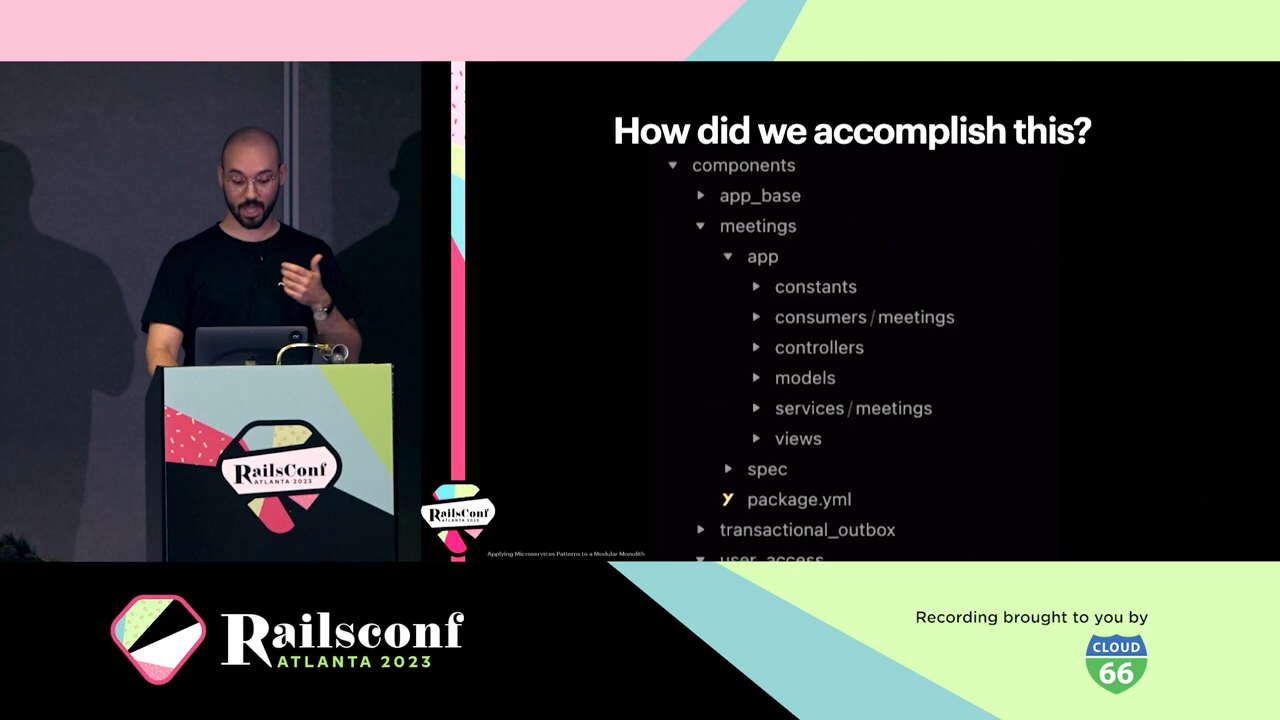 How did we accomplish this?
components
app_base
meetings
app
constants
consumers/meetings
controllers
models
services/meetings
views
spec
package.yml
transactional_outbox
user_access
Applying Microservices Patterns to a Modular Monolith
RailsConf
ATLANTA 2023
RailsConf
ATLANTA 2023
Railsconf
ATLANTA 2023
Recording brought to you by
CLOUD
66